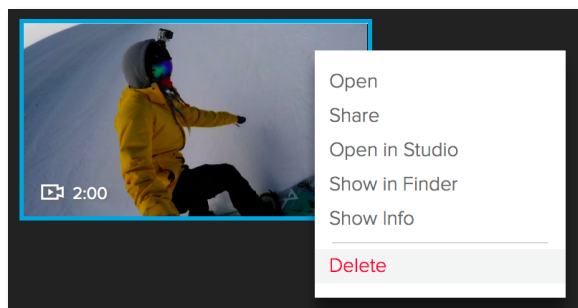 2:00
Open
Share
Open in Studio
Show in Finder
Show Info
Delete